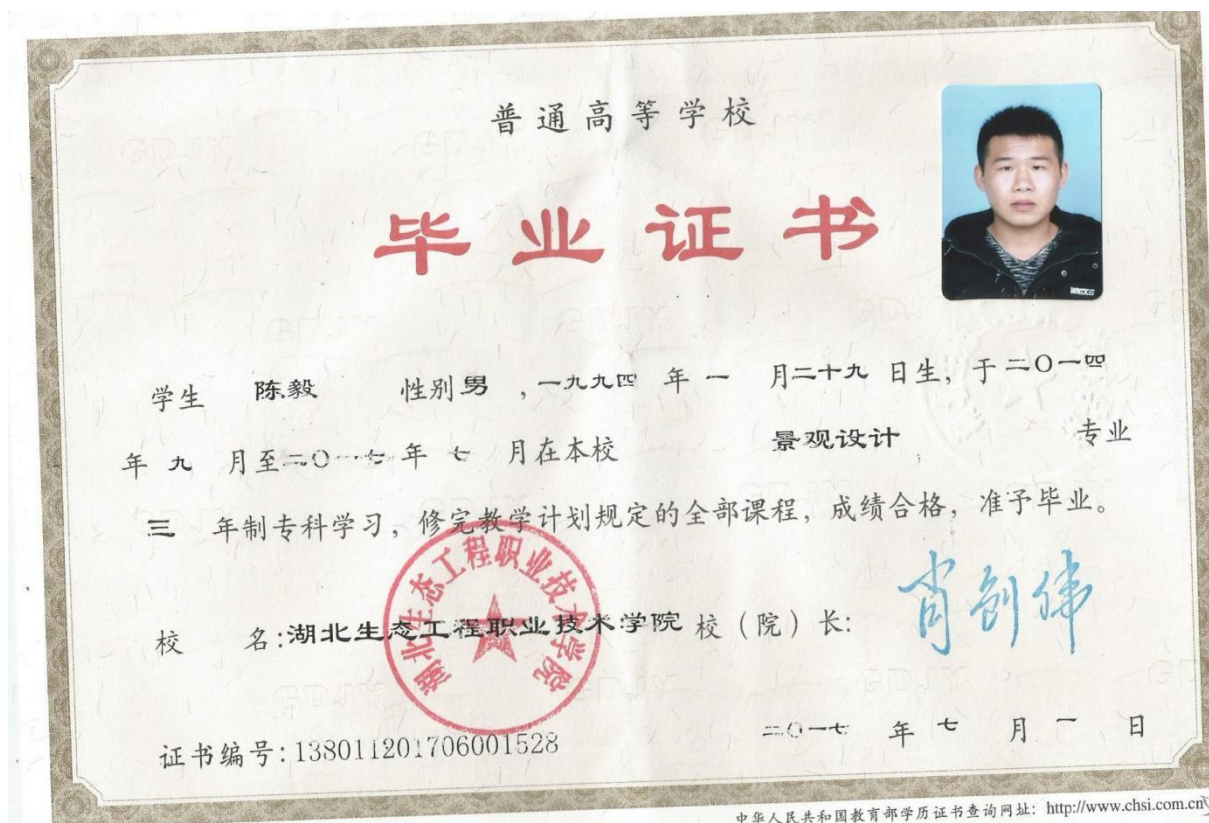 普通高等学校
毕业证书
学生 陈毅 性别 男 ，一九九四 年 一 月二十九 日生，于二〇一四
年 九 月至二〇一七 年 七 月在本校 景观设计 专业
三 年制专科学习，修完教学计划规定的全部课程，成绩合格，准予毕业。
湖北生态工程职业技术学院
校 名：湖北生态工程职业技术学院 校（院）长： 肖创伟
二〇一七 年 七 月 一 日
证书编号：138011201706001528
中华人民共和国教育部学历证书查询网址：http://www.chsi.com.cn